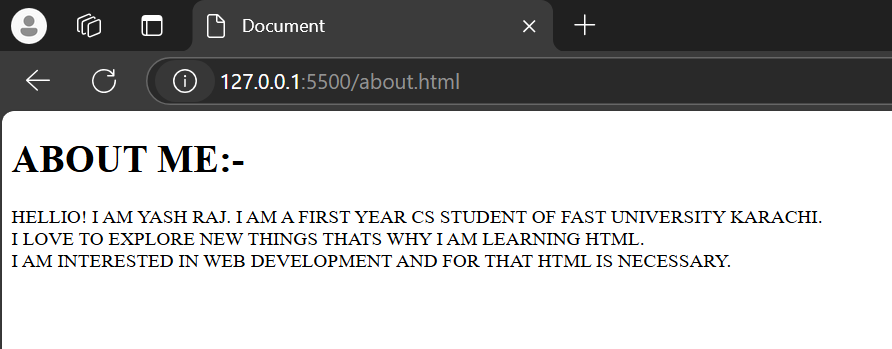 Document
127.0.0.1:5500/about.html
ABOUT ME:-
HELLIO! I AM YASH RAJ. I AM A FIRST YEAR CS STUDENT OF FAST UNIVERSITY KARACHI.
I LOVE TO EXPLORE NEW THINGS THATS WHY I AM LEARNING HTML.
I AM INTERESTED IN WEB DEVELOPMENT AND FOR THAT HTML IS NECESSARY.